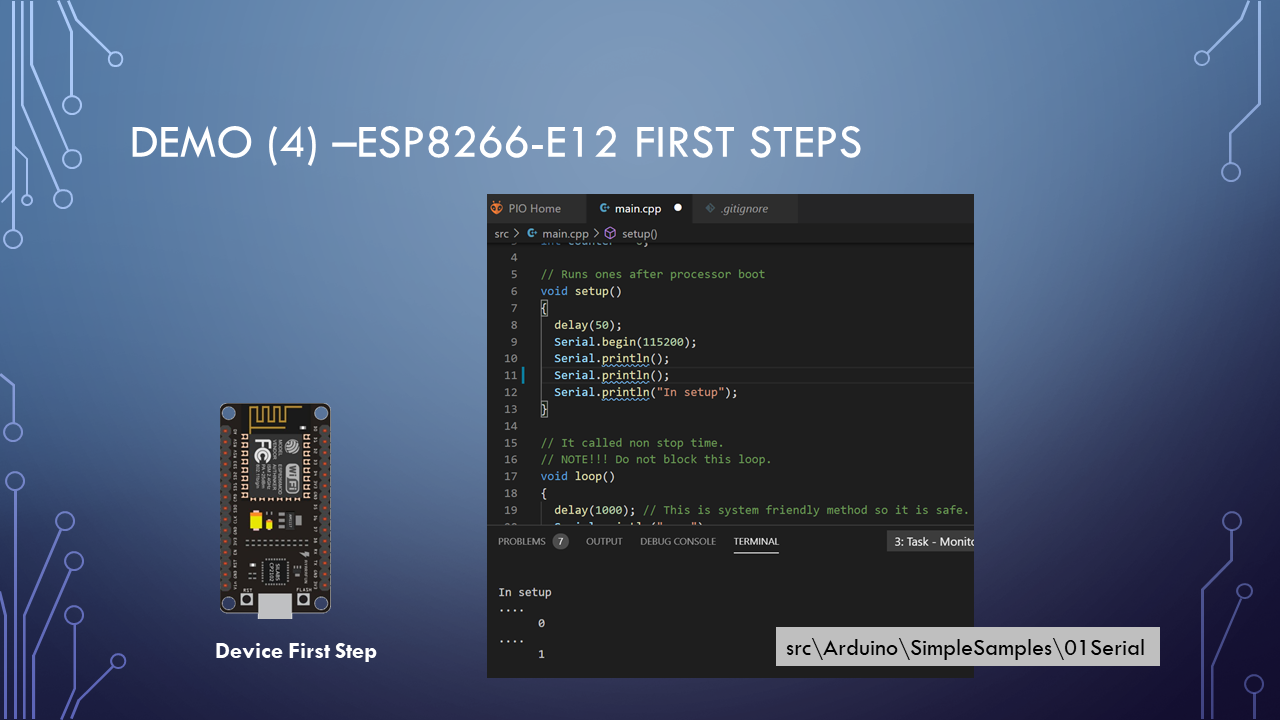 DEMO (4) –ESP8266-E12 FIRST STEPS
PIO Home main.cpp .gitignore
src > main.cpp > setup()
4
5 // Runs ones after processor boot
6 void setup()
7 {
8 delay(50);
9 Serial.begin(115200);
10 Serial.println();
11 Serial.println();
12 Serial.println("In setup");
13 }
14
15 // It called non stop time.
16 // NOTE!!! Do not block this loop.
17 void loop()
18 {
19 delay(1000); // This is system friendly method so it is safe.
PROBLEMS 7 OUTPUT DEBUG CONSOLE TERMINAL 3: Task - Monito
In setup
....
0
....
1
FC
WiFi
RST
FLASH
Device First Step
src\Arduino\SimpleSamples\01Serial